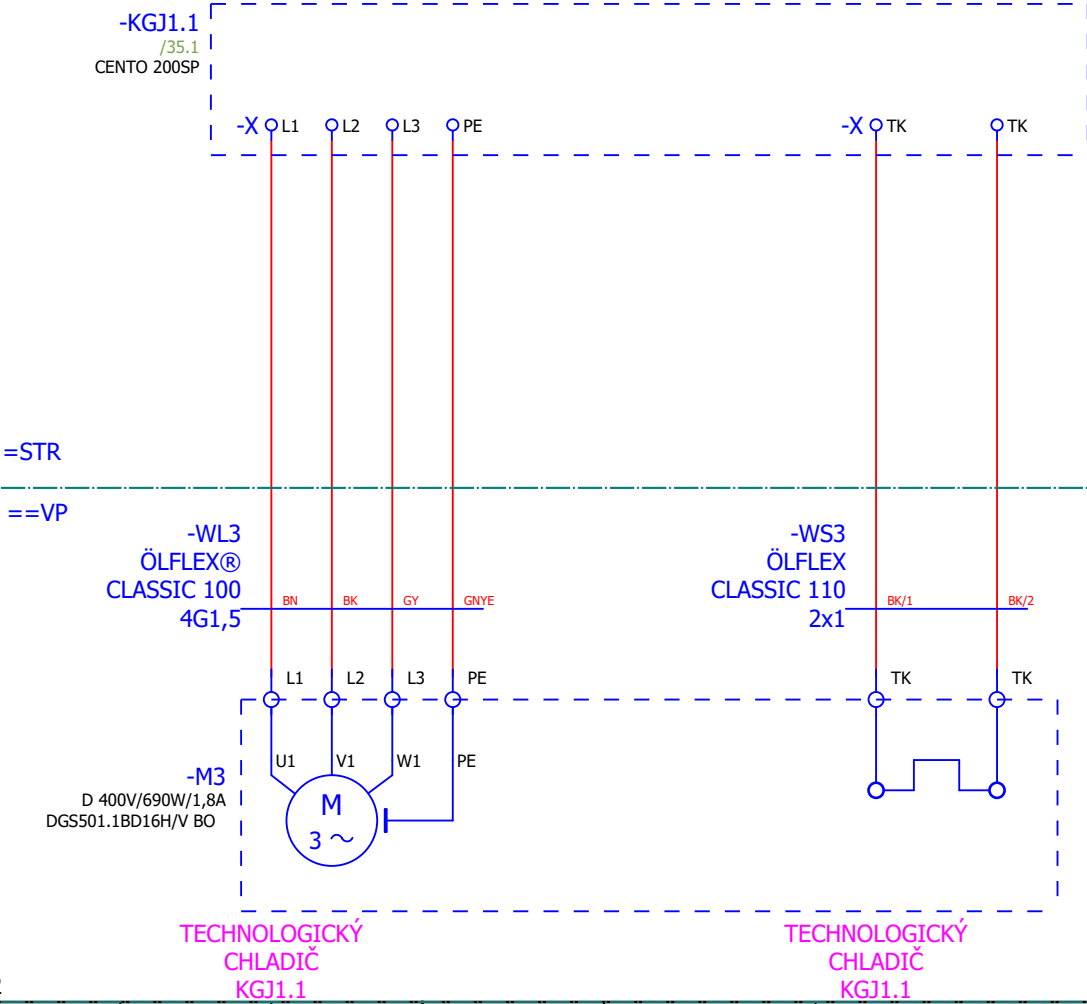 -KGJ1.1
/35.1
CENTO 200SP
-X L1 L2 L3 PE
-X TK TK
=STR
==VP
-WL3
ÖLFLEX®
CLASSIC 100
4G1,5
BN BK GY GNYE
-WS3
ÖLFLEX
CLASSIC 110
2x1
BK/1 BK/2
L1 L2 L3 PE
TK TK
U1 V1 W1 PE
-M3
D 400V/690W/1,8A
DGS501.1BD16H/V BO
M
3 ~
TECHNOLOGICKÝ
CHLADIČ
KGJ1.1
TECHNOLOGICKÝ
CHLADIČ
KGJ1.1